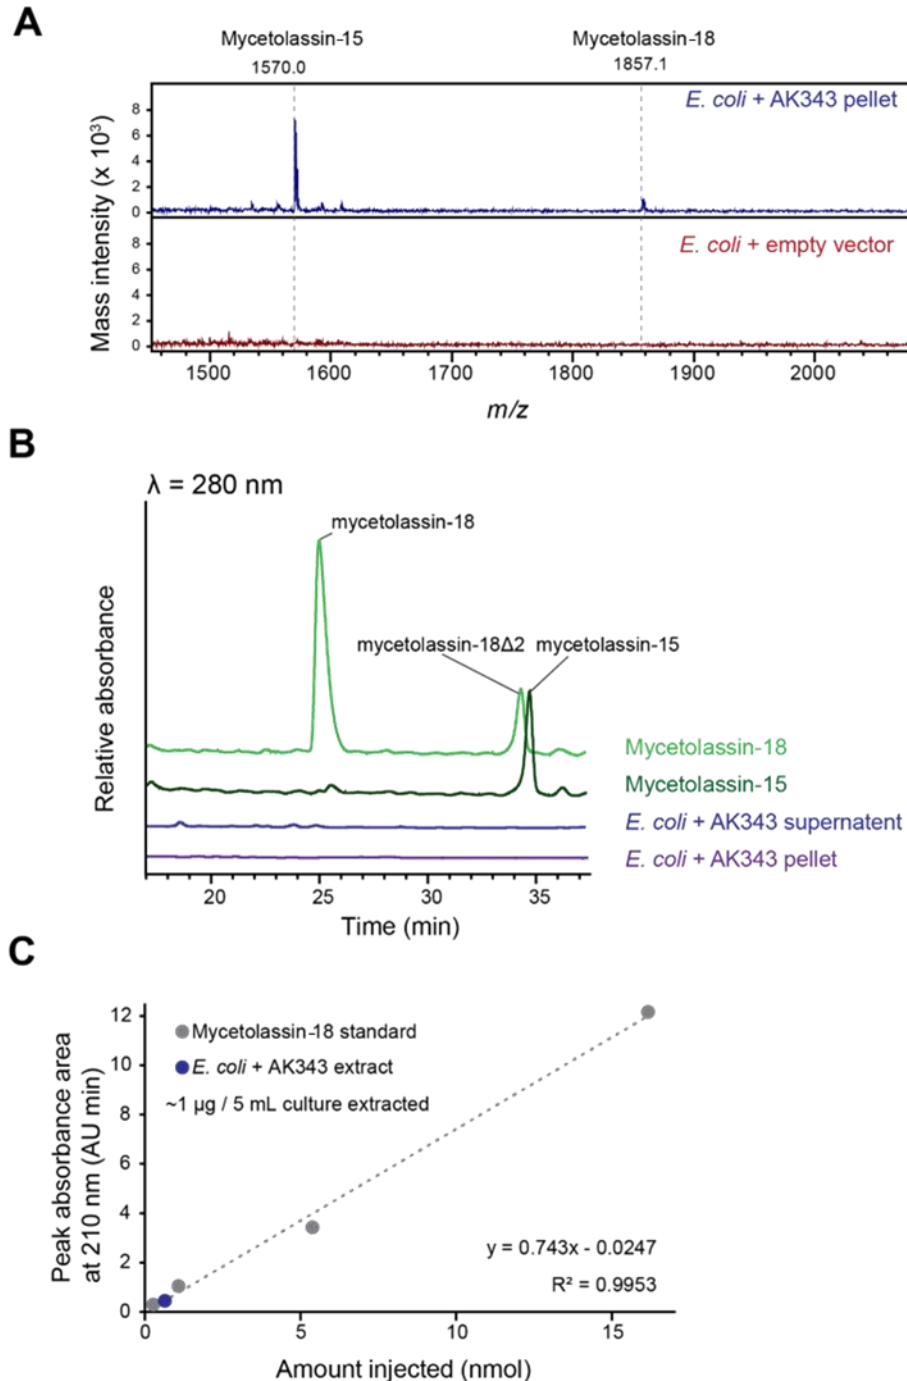 A
Mycetolassin-15
Mycetolassin-18
1570.0
1857.1
E. coli + AK343 pellet
8
6
4
2
0
E. coli + empty vector
8
6
4
2
0
Mass intensity (x 10³)
1500 1600 1700 1800 1900 2000
m/z
B
λ = 280 nm
mycetolassin-18
mycetolassin-18Δ2 mycetolassin-15
Relative absorbance
Mycetolassin-18
Mycetolassin-15
E. coli + AK343 supernatent
E. coli + AK343 pellet
20 25 30 35
Time (min)
C
12
10
8
6
4
2
0
Peak absorbance area
at 210 nm (AU min)
Mycetolassin-18 standard
E. coli + AK343 extract
~1 µg / 5 mL culture extracted
y = 0.743x - 0.0247
R² = 0.9953
0 5 10 15
Amount injected (nmol)